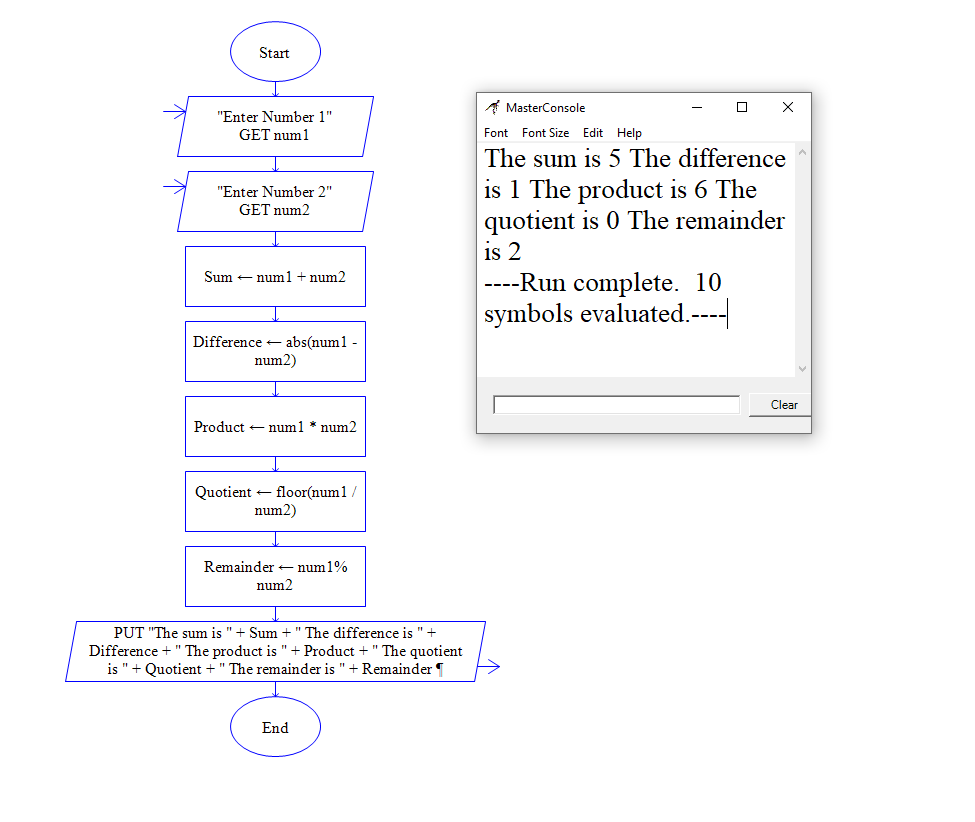 Start
"Enter Number 1"
GET num1
"Enter Number 2"
GET num2
Sum ← num1 + num2
Difference ← abs(num1 -
num2)
Product ← num1 * num2
Quotient ← floor(num1 /
num2)
Remainder ← num1%
num2
PUT "The sum is " + Sum + " The difference is " +
Difference + " The product is " + Product + " The quotient
is " + Quotient + " The remainder is " + Remainder ¶
End
MasterConsole
Font Font Size Edit Help
The sum is 5 The difference
is 1 The product is 6 The
quotient is 0 The remainder
is 2
----Run complete.  10
symbols evaluated.----
Clear